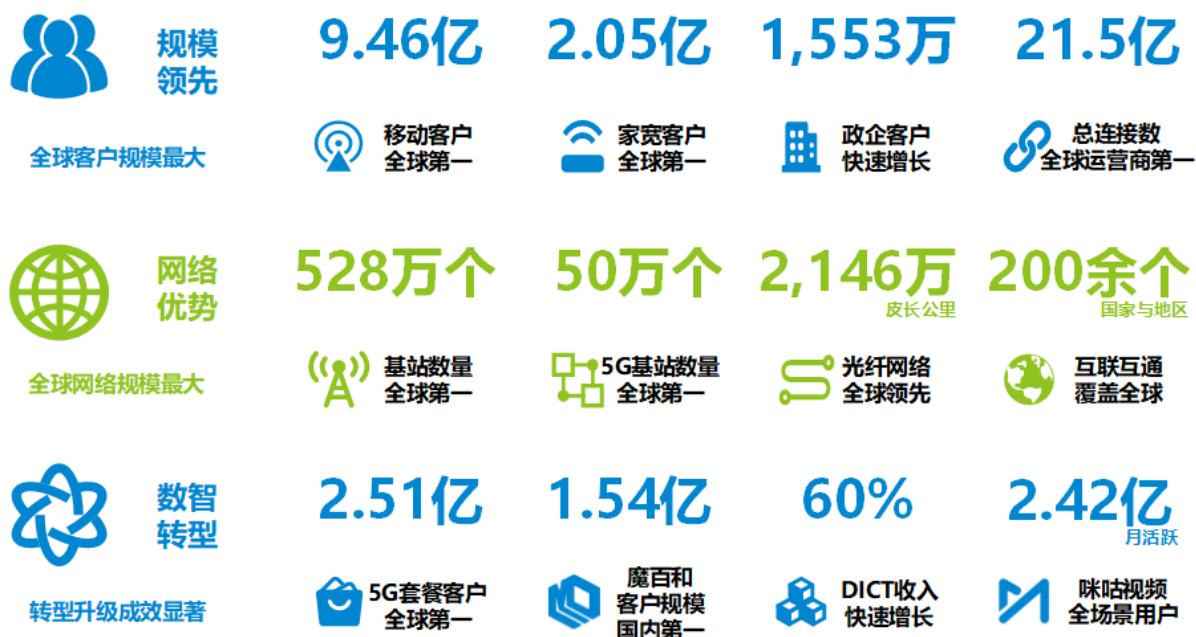 规模
领先
全球客户规模最大
9.46亿
移动客户
全球第一
2.05亿
家宽客户
全球第一
1,553万
政企客户
快速增长
21.5亿
总连接数
全球运营商第一
网络
优势
全球网络规模最大
528万个
基站数量
全球第一
50万个
5G基站数量
全球第一
2,146万
皮长公里
光纤网络
全球领先
200余个
国家与地区
互联互通
覆盖全球
数智
转型
转型升级成效显著
2.51亿
5G套餐客户
全球第一
1.54亿
魔百和
客户规模
国内第一
60%
DICT收入
快速增长
2.42亿
月活跃
咪咕视频
全场景用户